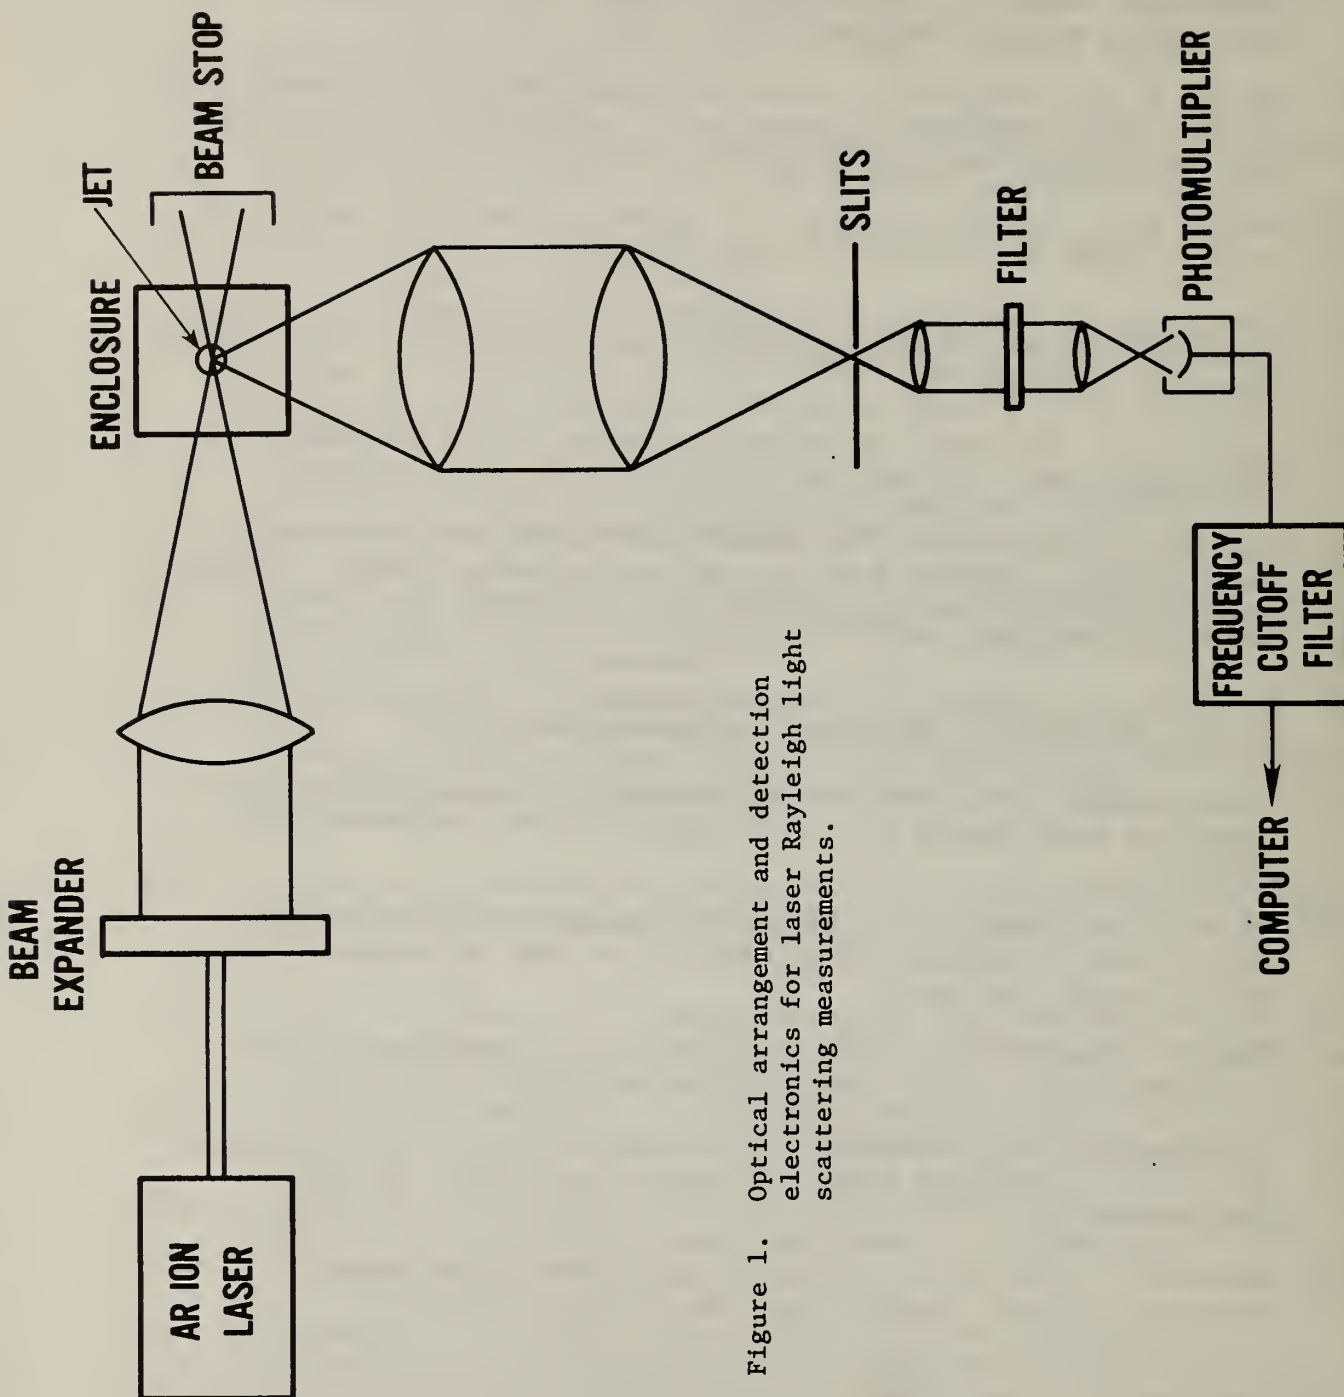 BEAM
EXPANDER
ENCLOSURE
JET
BEAM STOP
AR ION
LASER
SLITS
FILTER
PHOTOMULTIPLIER
FREQUENCY
CUTOFF
FILTER
COMPUTER
Figure 1. Optical arrangement and detection
electronics for laser Rayleigh light
scattering measurements.